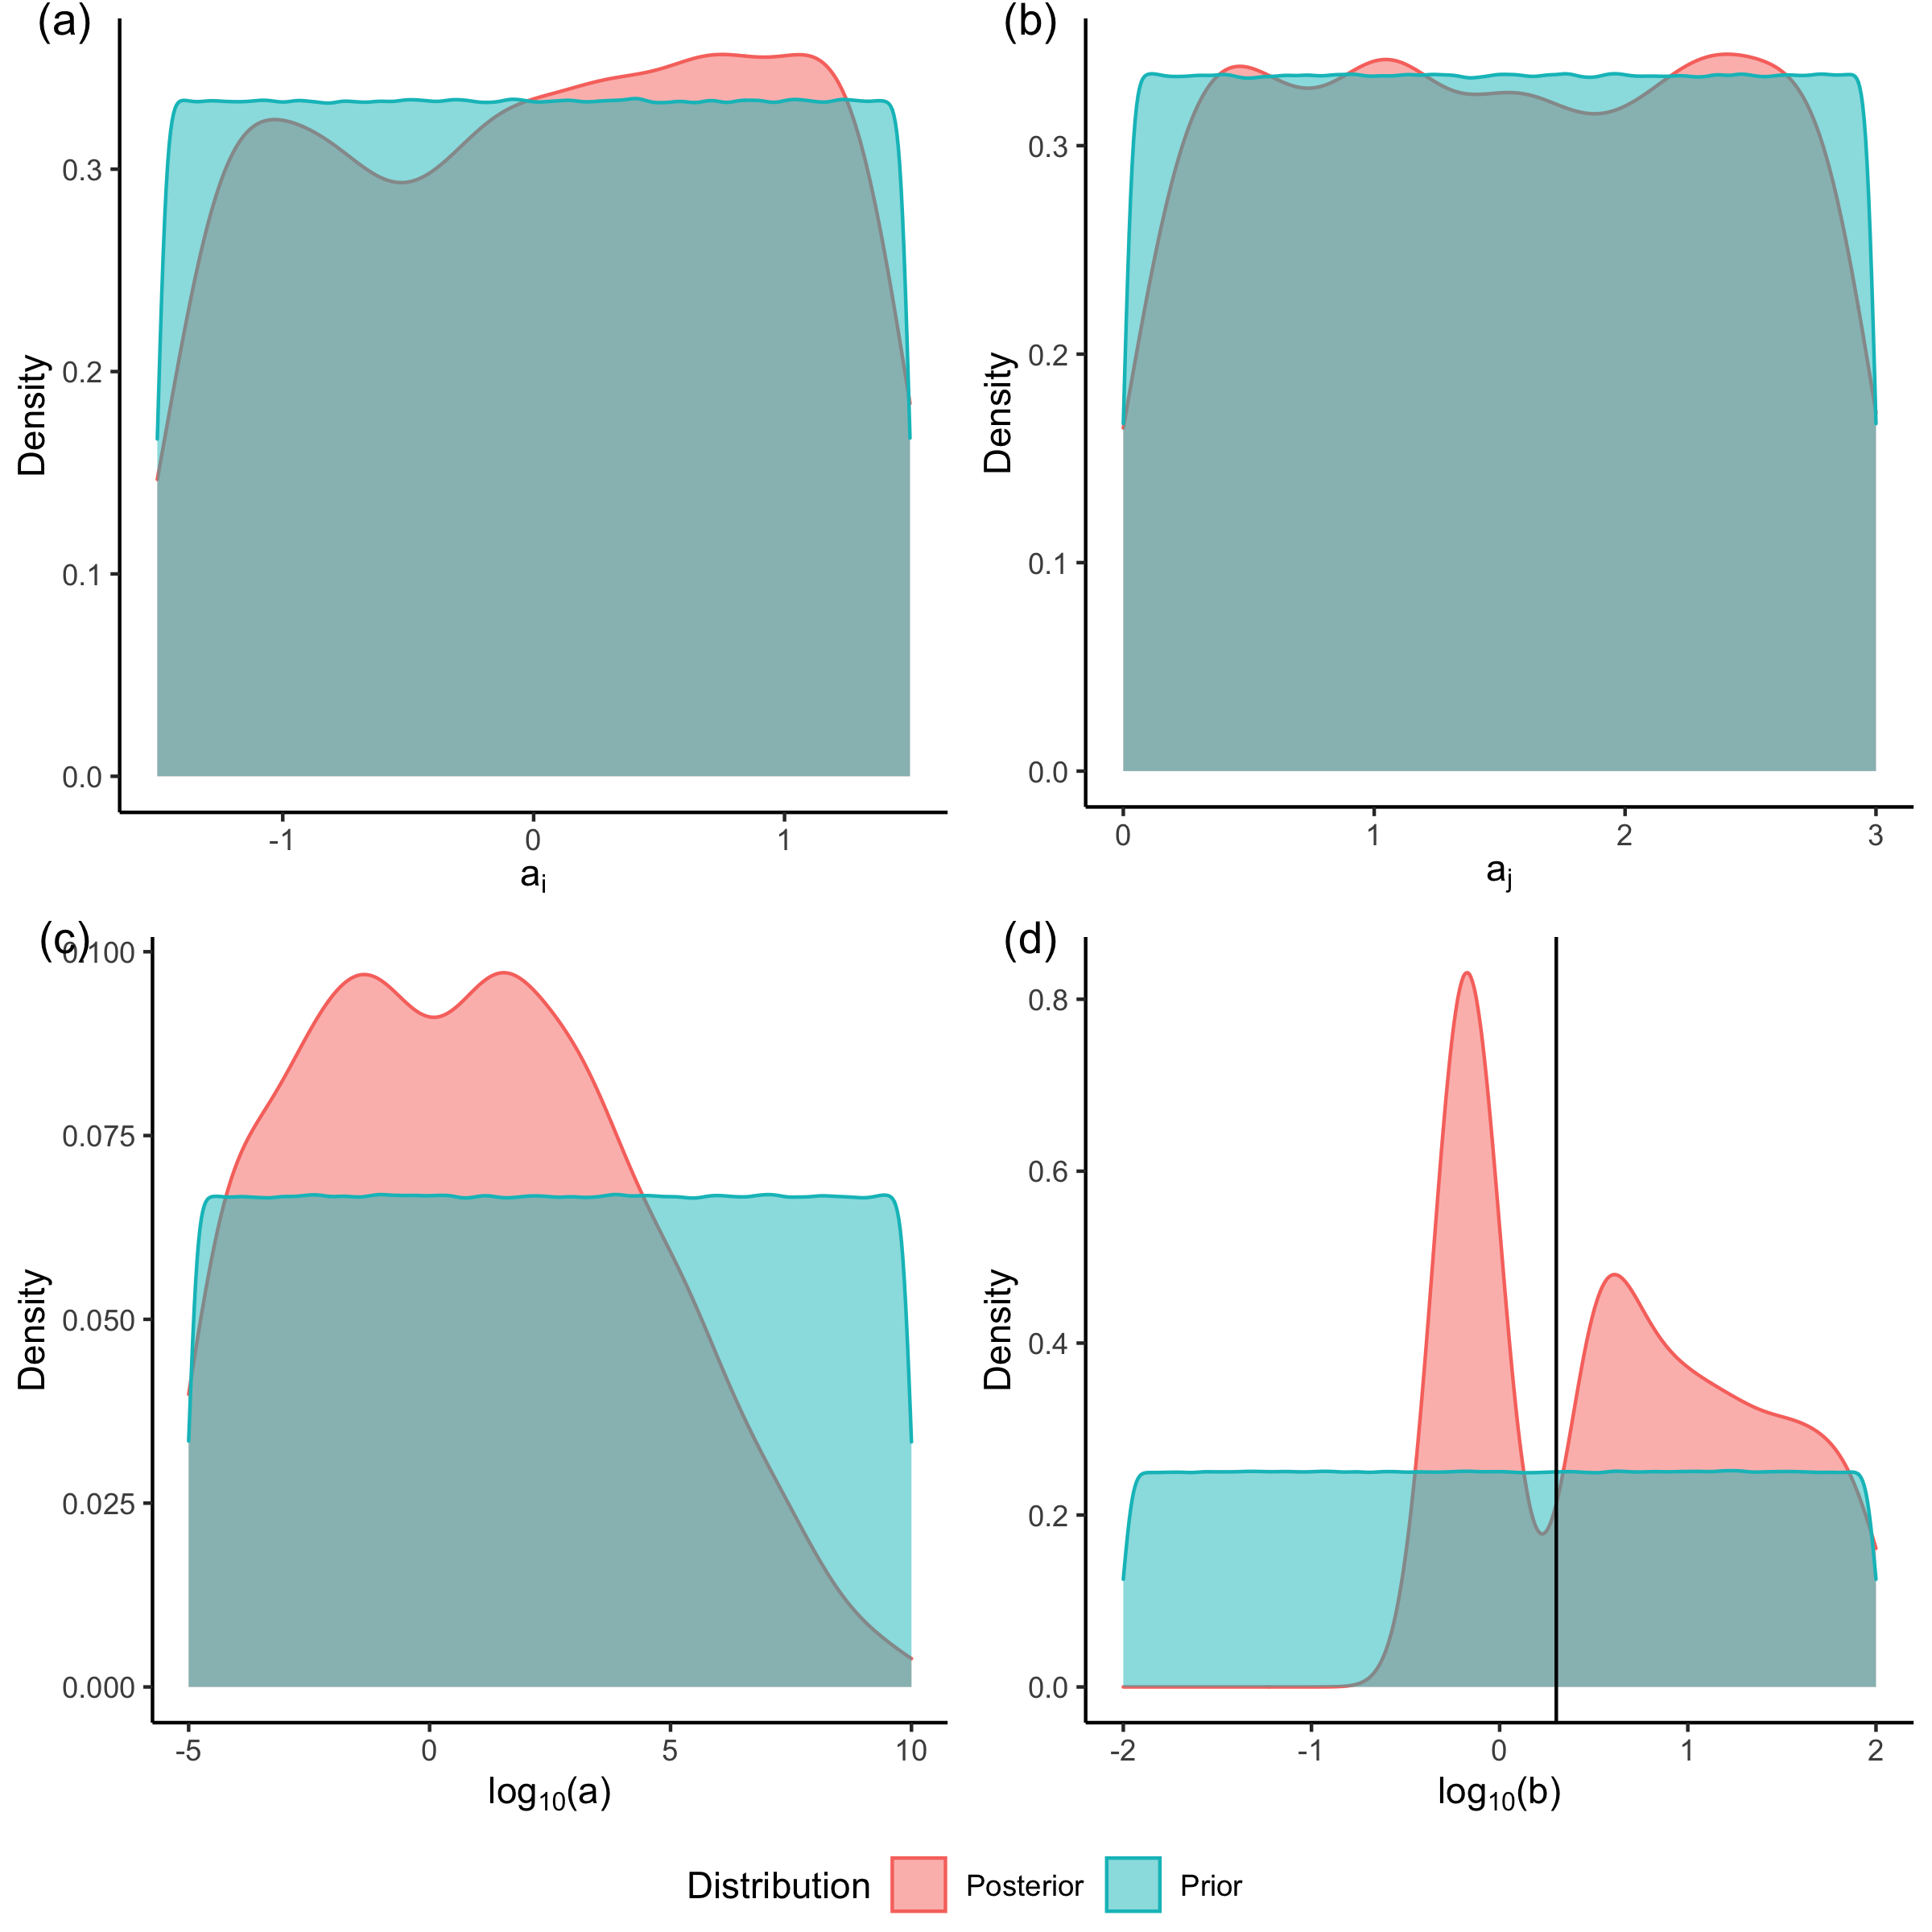 (a)
Density
0.3
0.2
0.1
0.0
-1 0 1
aᵢ
(b)
Density
0.3
0.2
0.1
0.0
0 1 2 3
aⱼ
(c)
Density
0.100
0.075
0.050
0.025
0.000
-5 0 5 10
log₁₀(a)
(d)
Density
0.8
0.6
0.4
0.2
0.0
-2 -1 0 1 2
log₁₀(b)
Distribution Posterior Prior